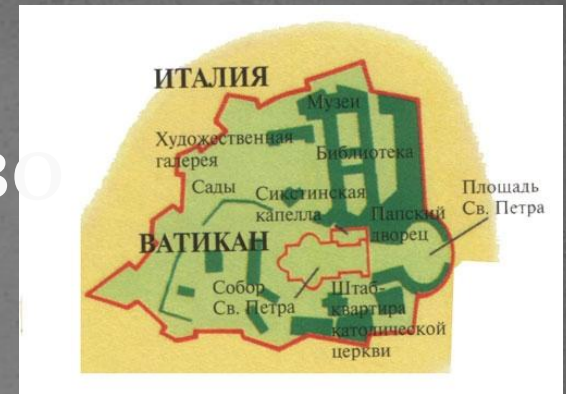 ИТАЛИЯ
Музеи
Художественная
галерея
Библиотека
Сады
Сикстинская
капелла
Площадь
Св. Петра
Папский
дворец
ВАТИКАН
Собор
Св. Петра
Штаб-
квартира
католической
церкви